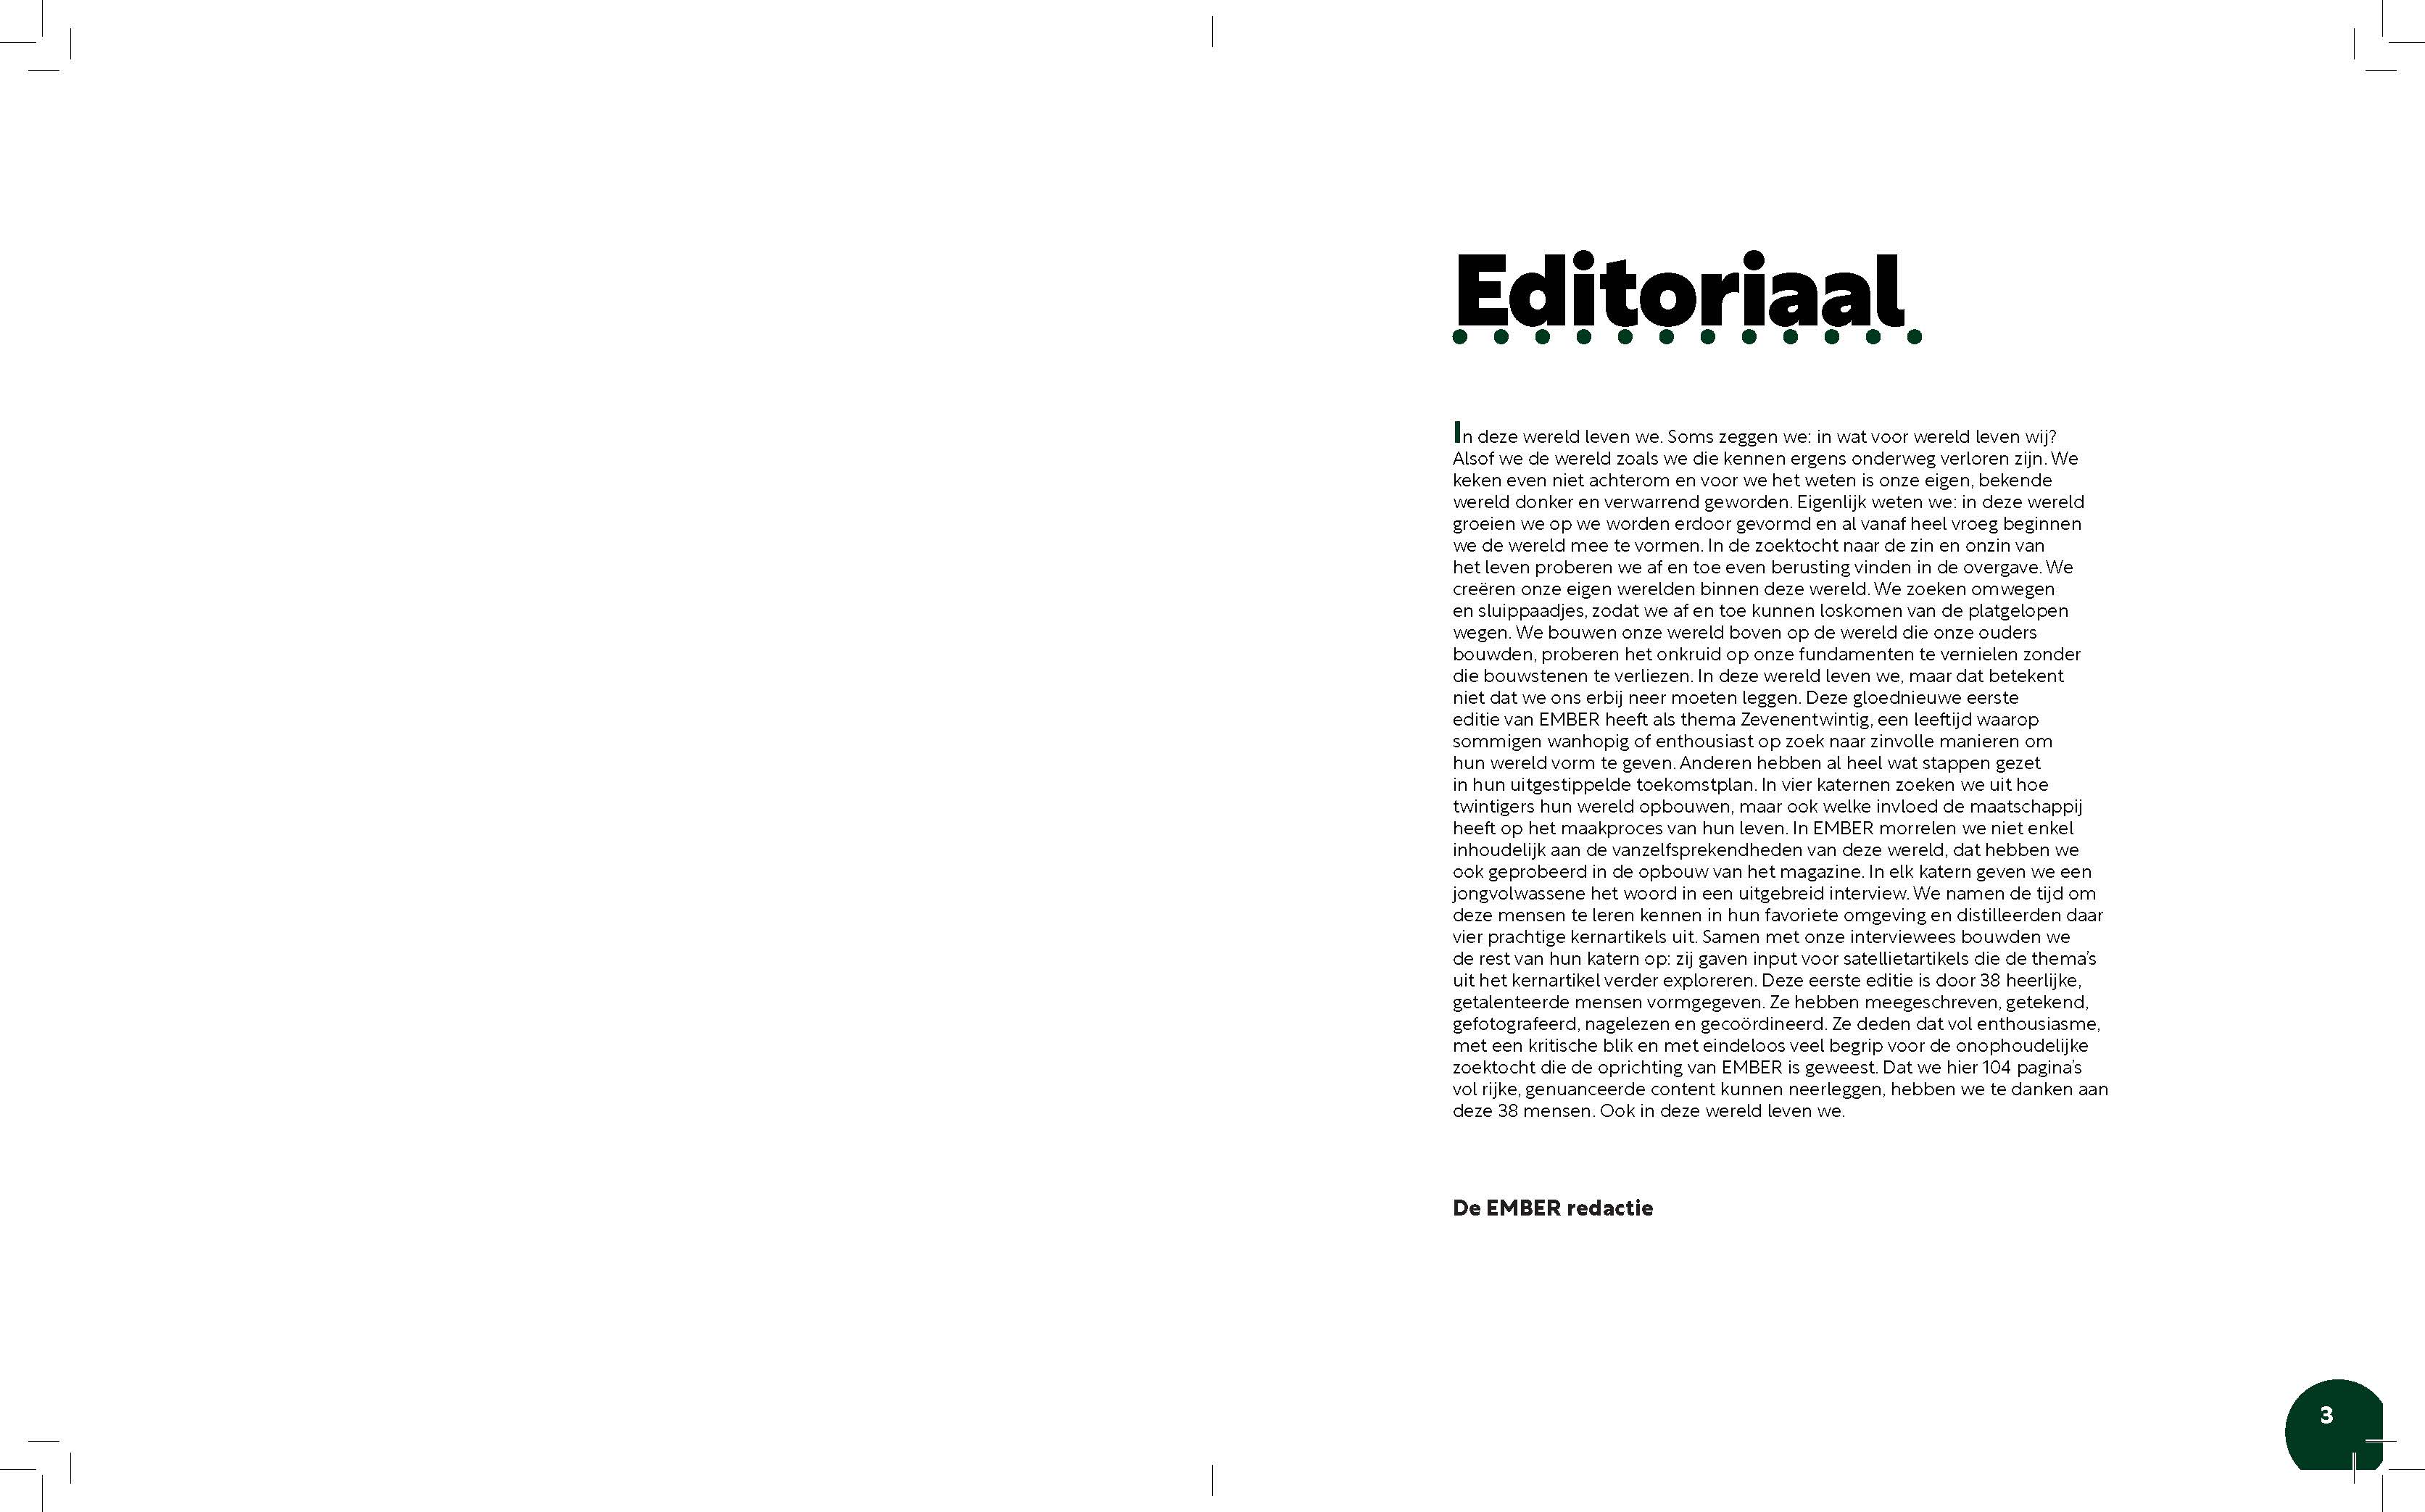 Editoriaal
In deze wereld leven we. Soms zeggen we: in wat voor wereld leven wij?
Alsof we de wereld zoals we die kennen ergens onderweg verloren zijn. We
keken even niet achterom en voor we het weten is onze eigen, bekende
wereld donker en verwarrend geworden. Eigenlijk weten we: in deze wereld
groeien we op we worden erdoor gevormd en al vanaf heel vroeg beginnen
we de wereld mee te vormen. In de zoektocht naar de zin en onzin van
het leven proberen we af en toe even berusting vinden in de overgave. We
creëren onze eigen werelden binnen deze wereld. We zoeken omwegen
en sluippaadjes, zodat we af en toe kunnen loskomen van de platgelopen
wegen. We bouwen onze wereld boven op de wereld die onze ouders
bouwden, proberen het onkruid op onze fundamenten te vernielen zonder
die bouwstenen te verliezen. In deze wereld leven we, maar dat betekent
niet dat we ons erbij neer moeten leggen. Deze gloednieuwe eerste
editie van EMBER heeft als thema Zevenentwintig, een leeftijd waarop
sommigen wanhopig of enthousiast op zoek naar zinvolle manieren om
hun wereld vorm te geven. Anderen hebben al heel wat stappen gezet
in hun uitgestippelde toekomstplan. In vier katernen zoeken we uit hoe
twintigers hun wereld opbouwen, maar ook welke invloed de maatschappij
heeft op het maakproces van hun leven. In EMBER morrelen we niet enkel
inhoudelijk aan de vanzelfsprekendheden van deze wereld, dat hebben we
ook geprobeerd in de opbouw van het magazine. In elk katern geven we een
jongvolwassene het woord in een uitgebreid interview. We namen de tijd om
deze mensen te leren kennen in hun favoriete omgeving en distilleerden daar
vier prachtige kernartikels uit. Samen met onze interviewees bouwden we
de rest van hun katern op: zij gaven input voor satellietartikels die de thema’s
uit het kernartikel verder exploreren. Deze eerste editie is door 38 heerlijke,
getalenteerde mensen vormgegeven. Ze hebben meegeschreven, getekend,
gefotografeerd, nagelezen en gecoördineerd. Ze deden dat vol enthousiasme,
met een kritische blik en met eindeloos veel begrip voor de onophoudelijke
zoektocht die de oprichting van EMBER is geweest. Dat we hier 104 pagina’s
vol rijke, genuanceerde content kunnen neerleggen, hebben we te danken aan
deze 38 mensen. Ook in deze wereld leven we.
De EMBER redactie
3